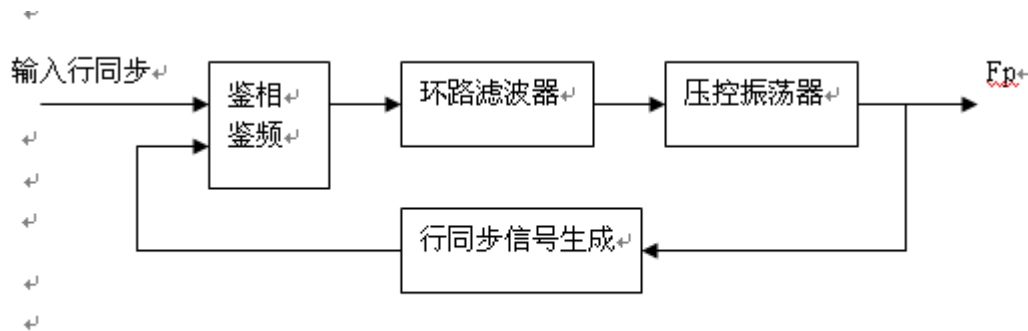 输入行同步
鉴相
鉴频
环路滤波器
压控振荡器
Fp
行同步信号生成